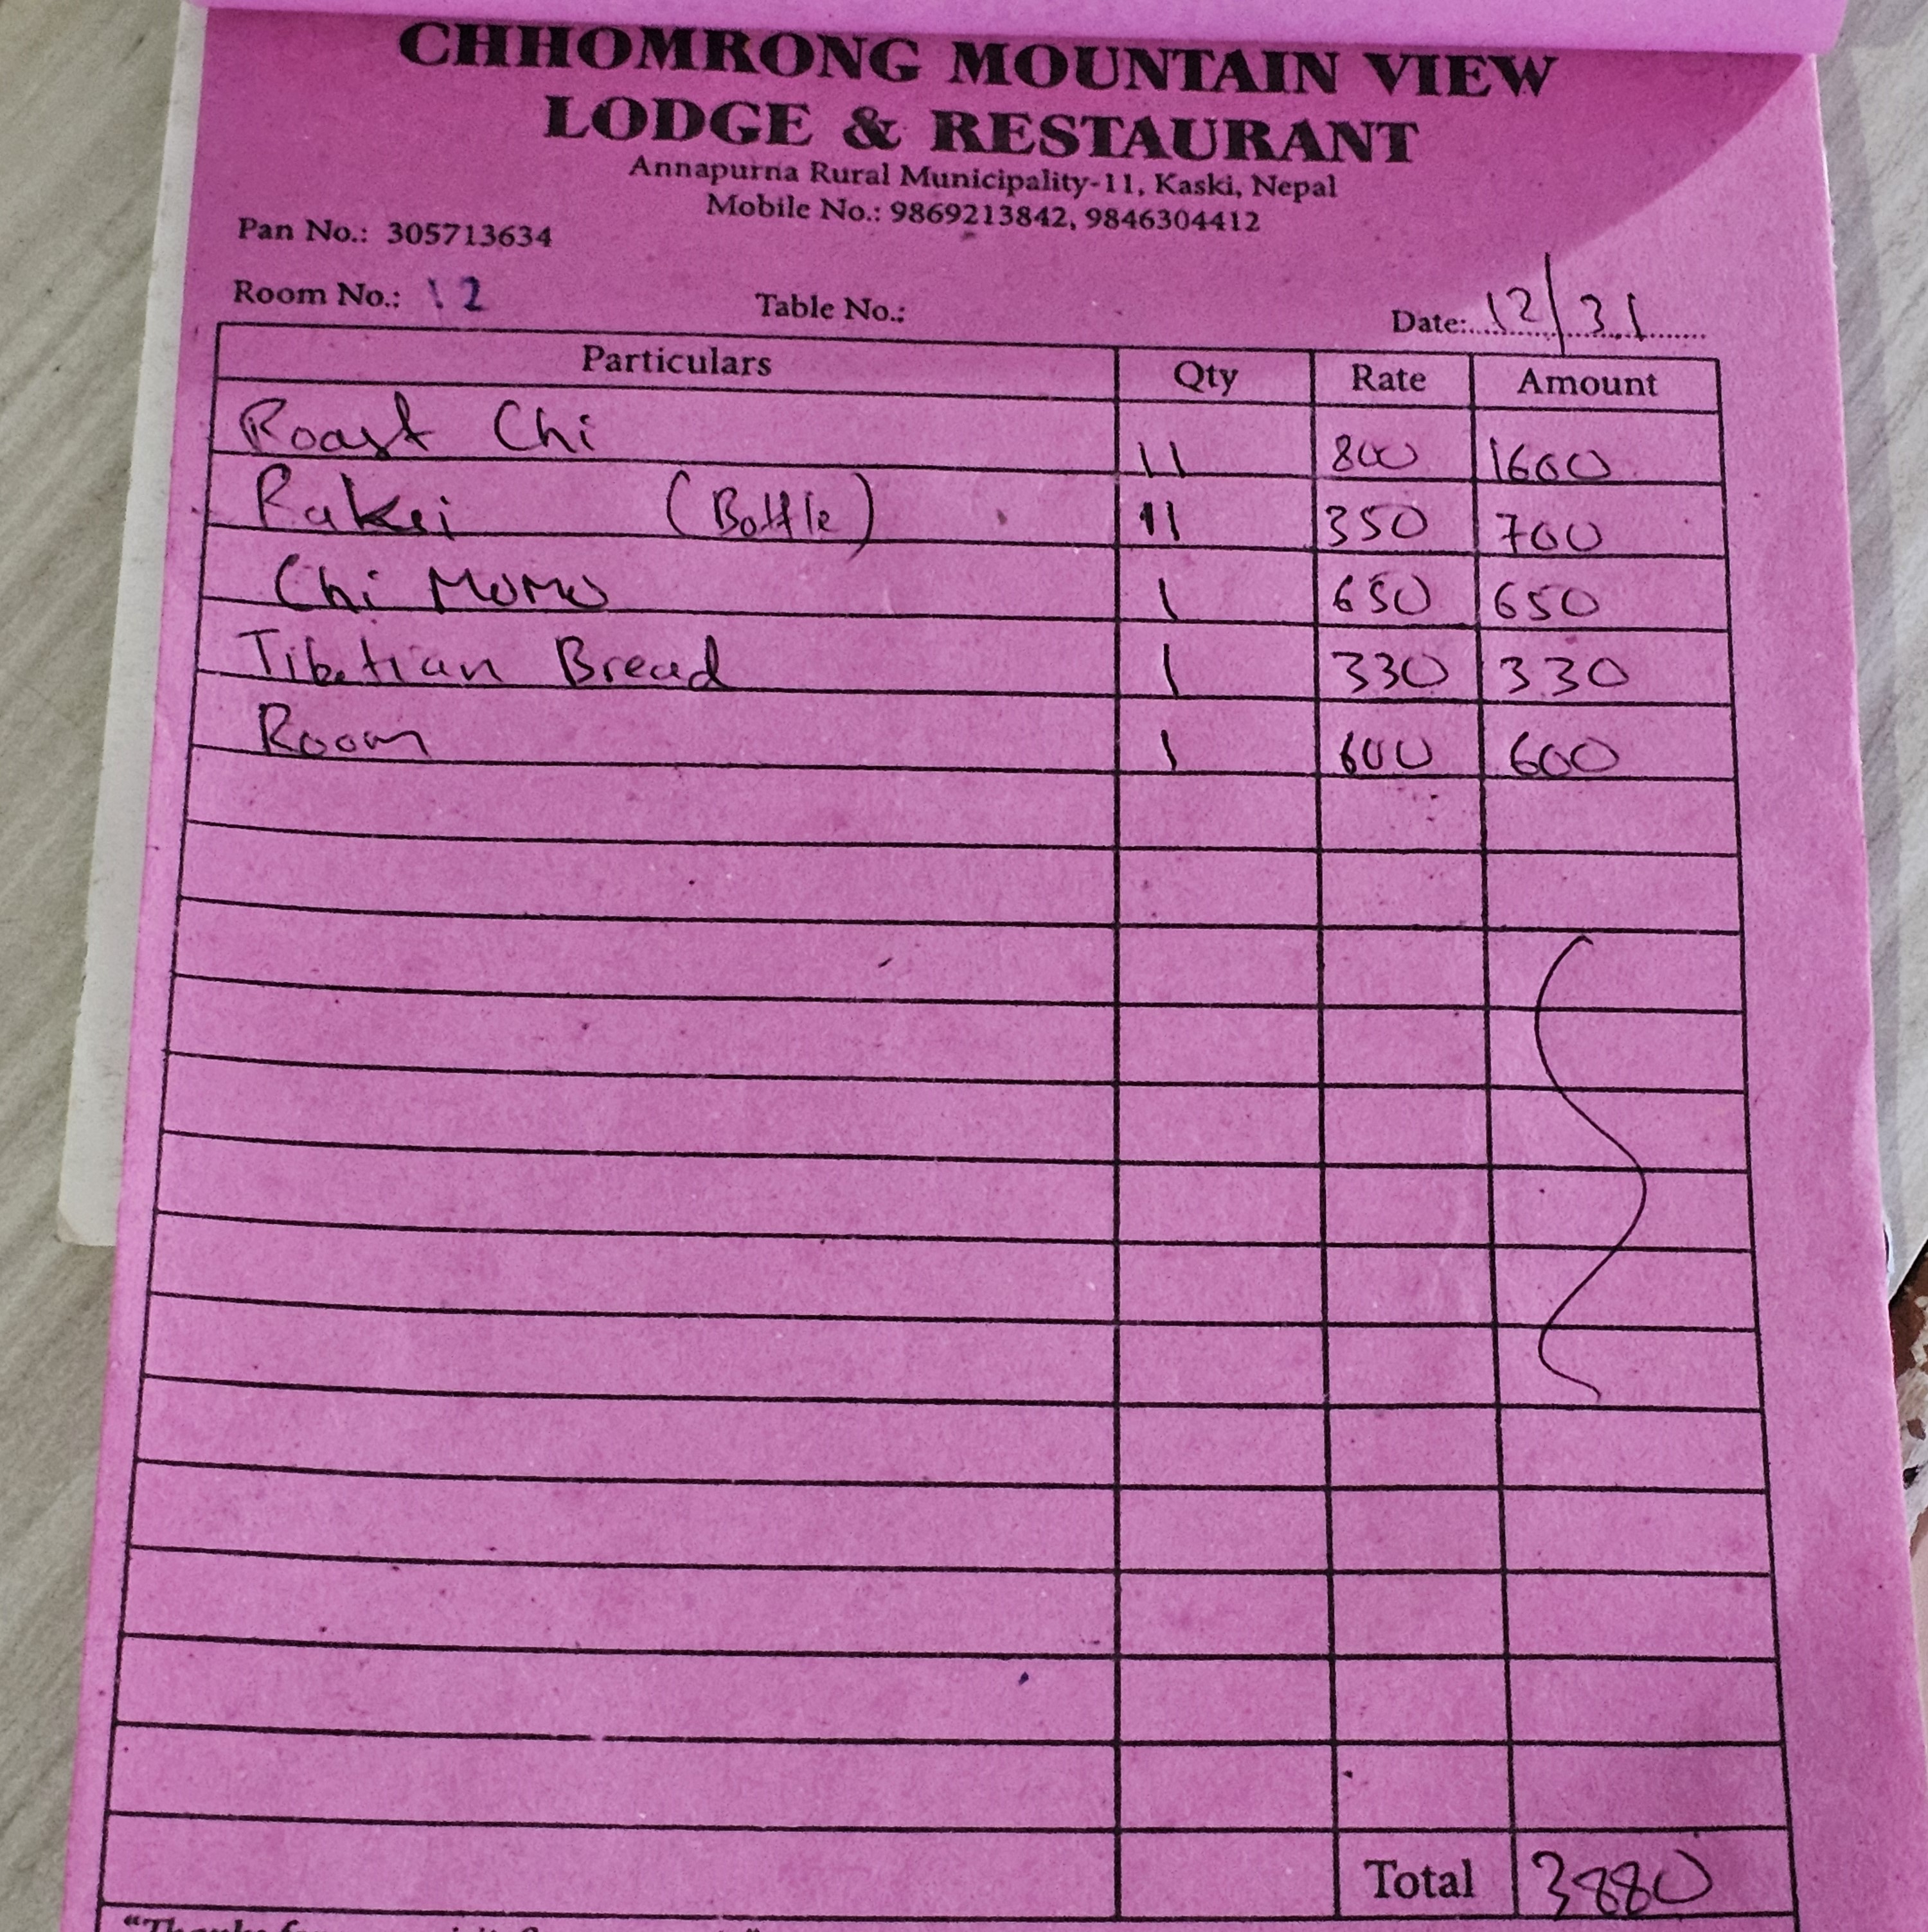 CHHOMRONG MOUNTAIN VIEW
LODGE & RESTAURANT
Annapurna Rural Municipality-11, Kaski, Nepal
Mobile No.: 9869213842, 9846304412
Pan No.: 305713634
Room No.: 12 Table No.: Date: 12/31
Particulars Qty Rate Amount
Roast Chi 11 800 1600
Ruksi (Bottle) 11 350 700
Chi MoMo 1 650 650
Tibetian Bread 1 330 330
Room 1 600 600
Total 3880